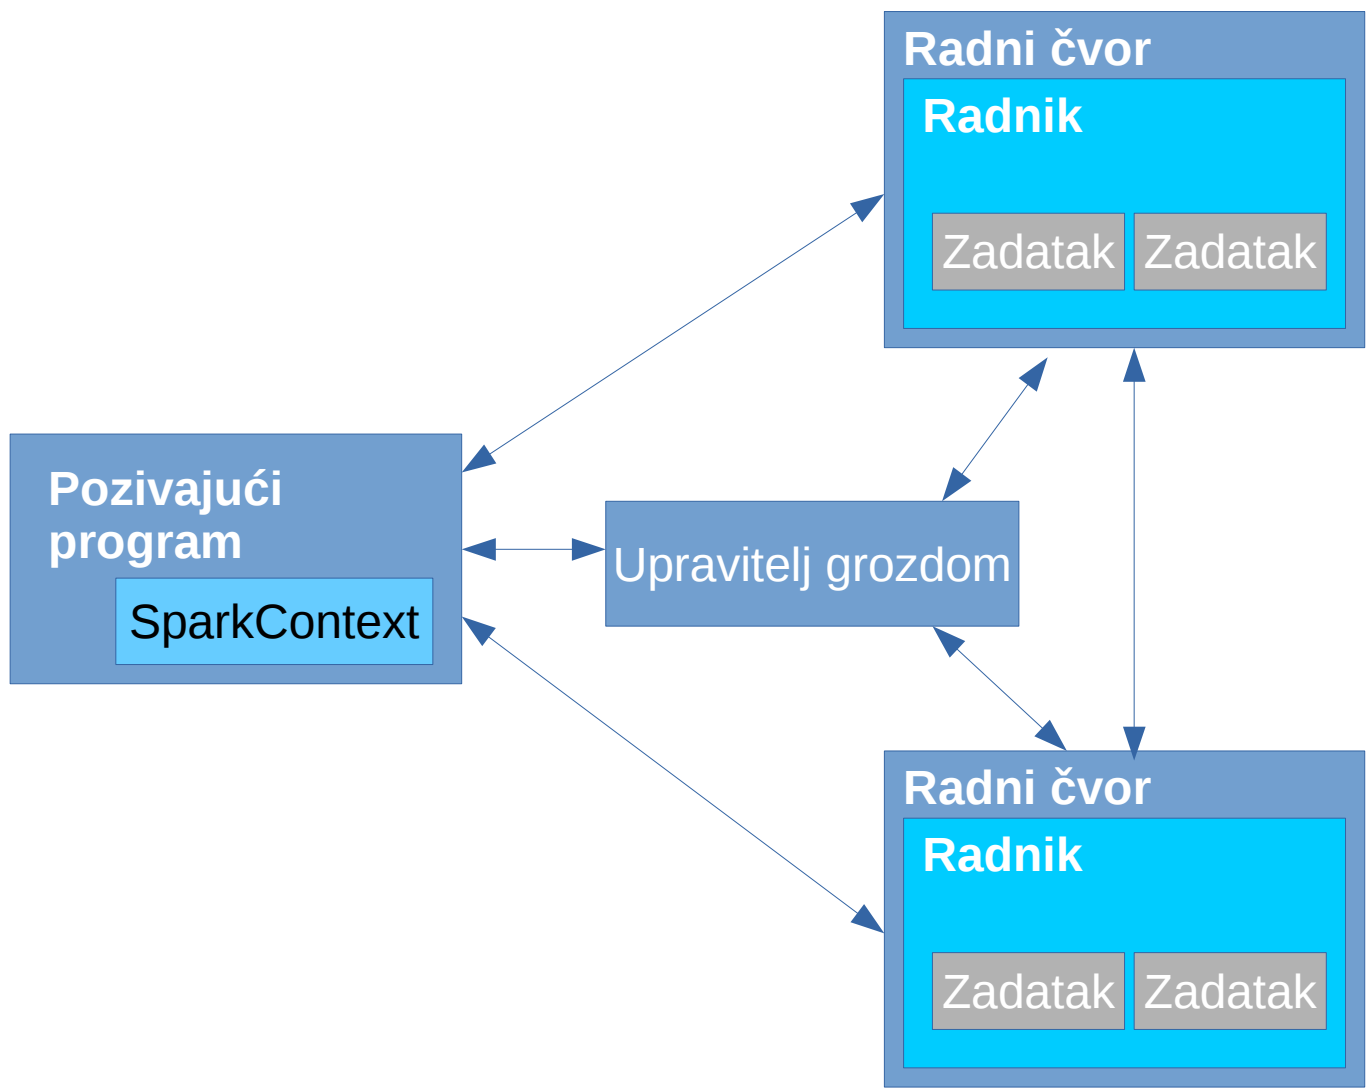 Radni čvor
Radnik
Zadatak Zadatak
Pozivajući
program
SparkContext
Upravitelj grozdom
Radni čvor
Radnik
Zadatak Zadatak